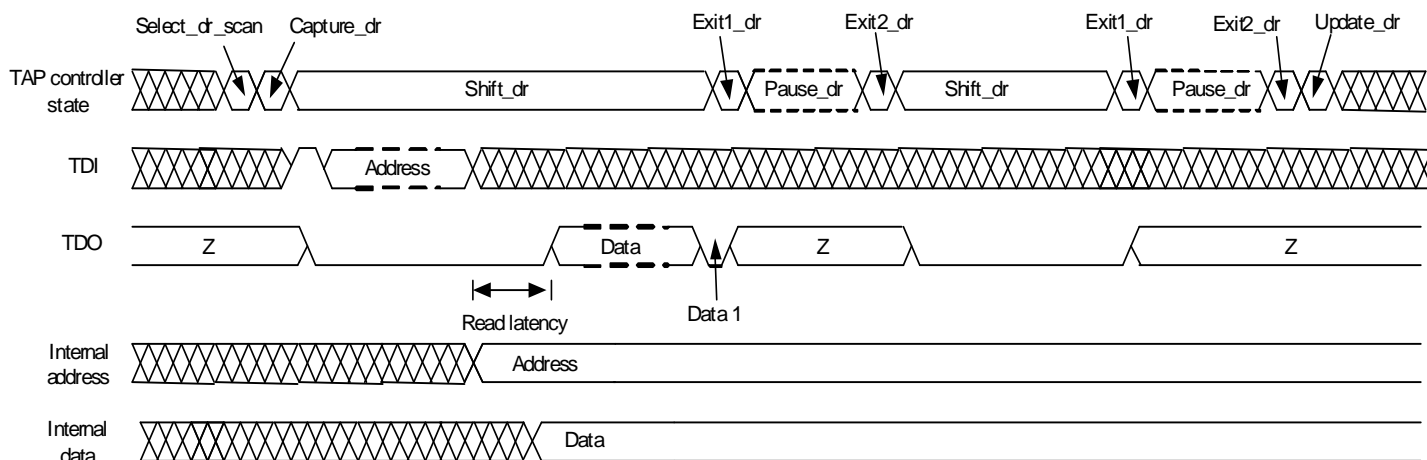 Select_dr_scan Capture_dr Exit1_dr Exit2_dr Exit1_dr Exit2_dr Update_dr
TAP controller
state
Shift_dr Pause_dr Shift_dr Pause_dr
TDI
Address
TDO
Z Data Z Z
Read latency
Data 1
Internal
address
Address
Internal
data
Data